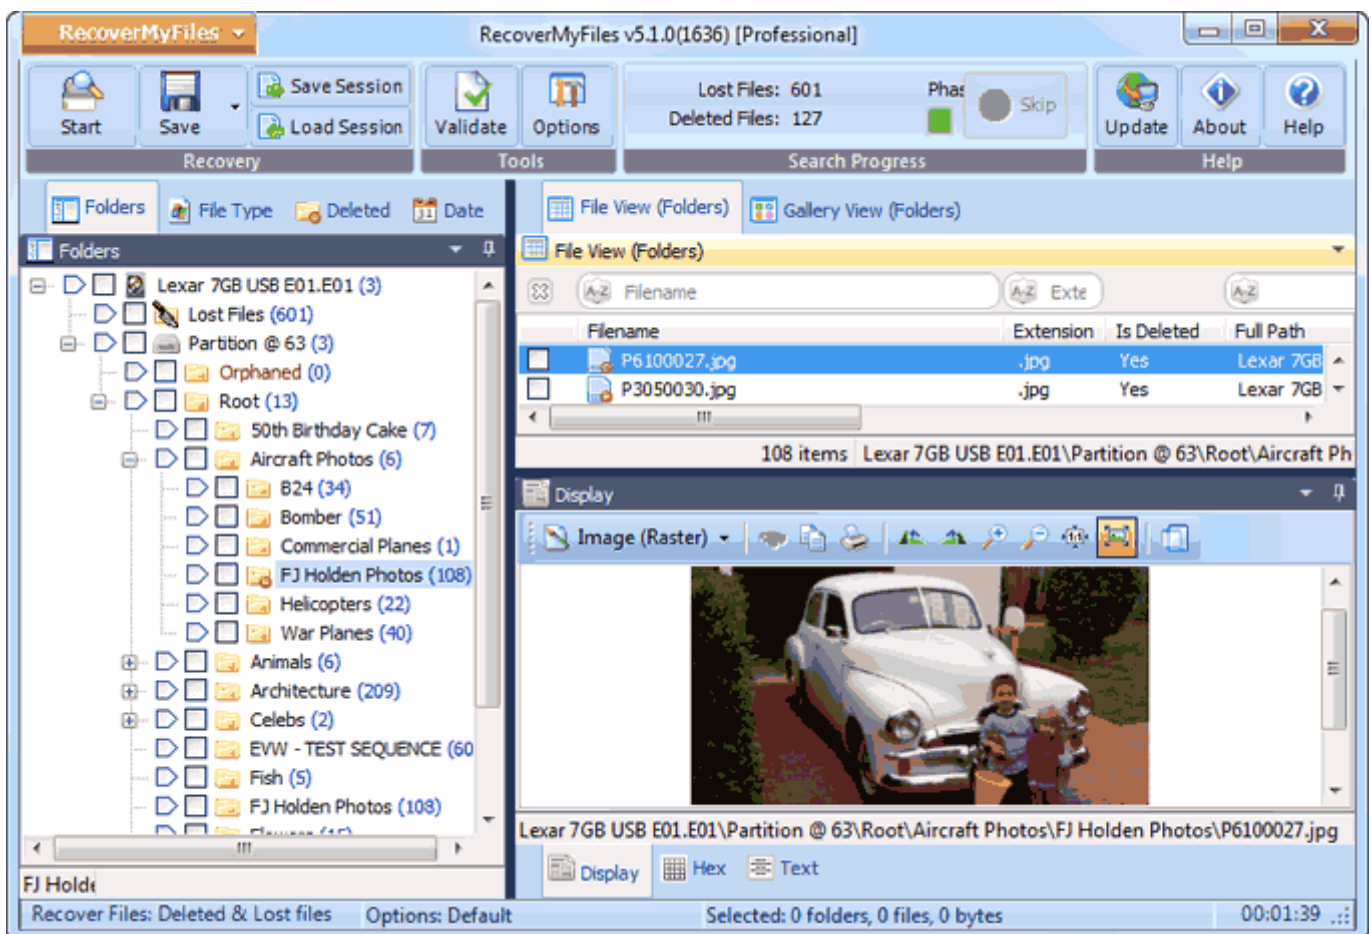 RecoverMyFiles
RecoverMyFiles v5.1.0(1636) [Professional]
Start
Save
Save Session
Load Session
Recovery
Validate
Options
Tools
Lost Files: 601
Deleted Files: 127
Phas
Skip
Search Progress
Update
About
Help
Help
Folders
File Type
Deleted
Date
Folders
Lexar 7GB USB E01.E01 (3)
Lost Files (601)
Partition @ 63 (3)
Orphaned (0)
Root (13)
50th Birthday Cake (7)
Aircraft Photos (6)
B24 (34)
Bomber (51)
Commercial Planes (1)
FJ Holden Photos (108)
Helicopters (22)
War Planes (40)
Animals (6)
Architecture (209)
Celebs (2)
EVW - TEST SEQUENCE (60
Fish (5)
FJ Holden Photos (108)
FJ Holde
File View (Folders)
Gallery View (Folders)
File View (Folders)
A-Z Filename
A-Z Exte
A-Z
Filename Extension Is Deleted Full Path
P6100027.jpg .jpg Yes Lexar 7GB
P3050030.jpg .jpg Yes Lexar 7GB
108 items Lexar 7GB USB E01.E01\Partition @ 63\Root\Aircraft Ph
Display
Image (Raster)
1:1
Lexar 7GB USB E01.E01\Partition @ 63\Root\Aircraft Photos\FJ Holden Photos\P6100027.jpg
Display
Hex
Text
Recover Files: Deleted & Lost files Options: Default Selected: 0 folders, 0 files, 0 bytes 00:01:39